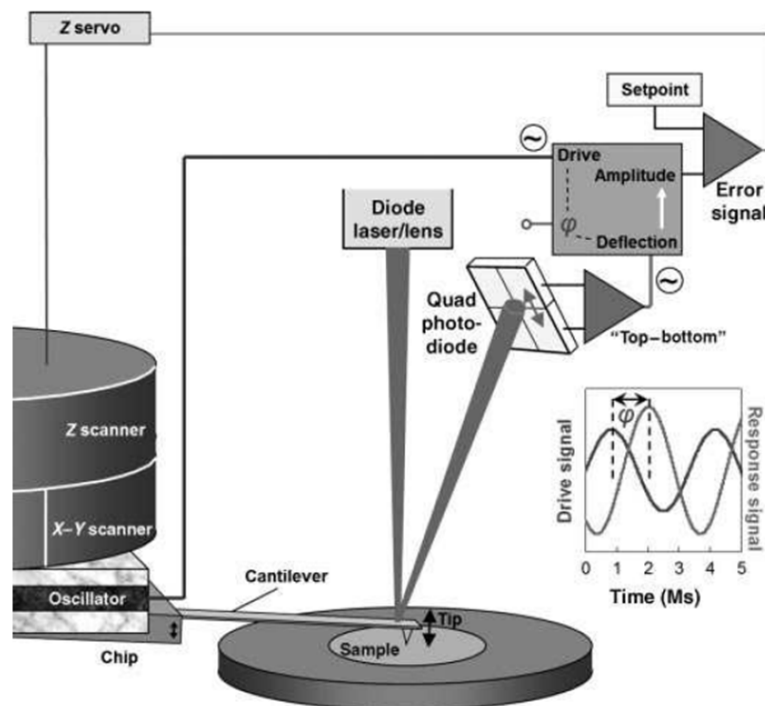 Z servo
Setpoint
~
Drive
Amplitude
φ
Deflection
Error
signal
Diode
laser/lens
~
Quad
photo-
diode
"Top–bottom"
Z scanner
X–Y scanner
Oscillator
Chip
Cantilever
Tip
Sample
φ
Drive signal
Response signal
0 1 2 3 4 5
Time (Ms)